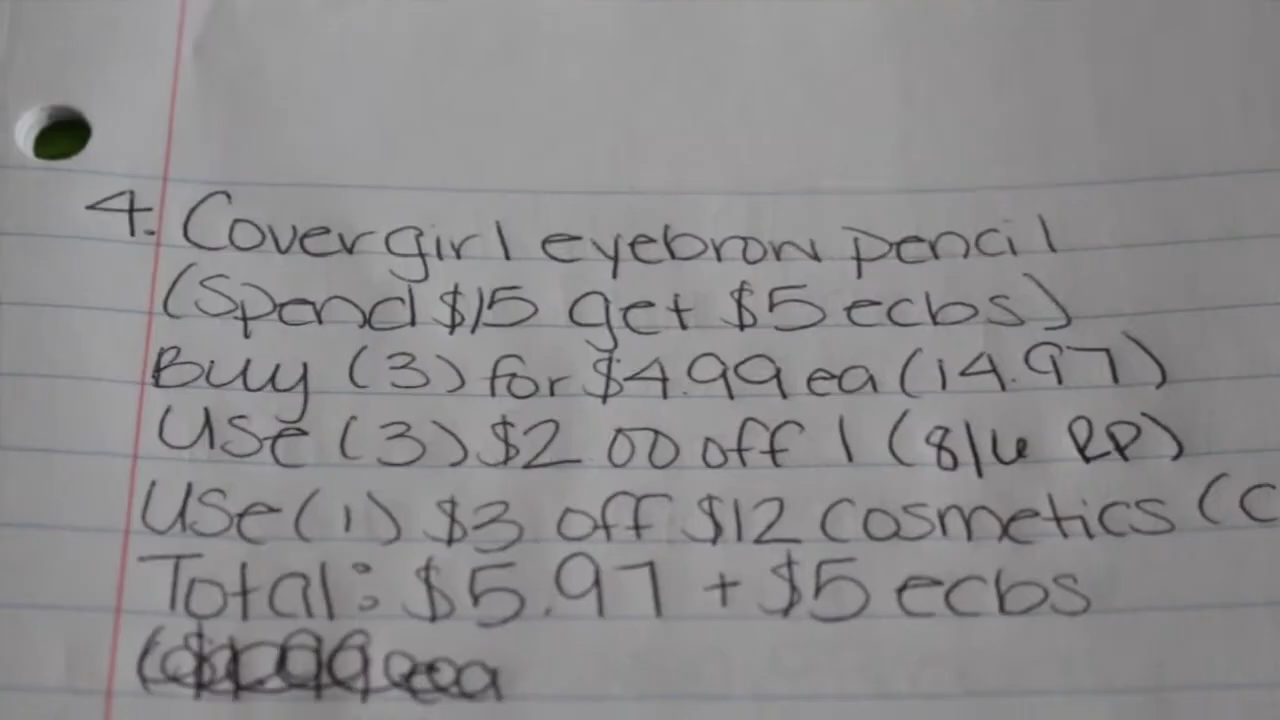 4. Covergirl eyebrow pencil
(Spend $15 get $5 ecbs)
Buy (3) for $4.99 ea (14.97)
Use (3) $2.00 off 1 (8/6 RP)
Use (1) $3 off $12 cosmetics (C
Total: $5.97 + $5 ecbs